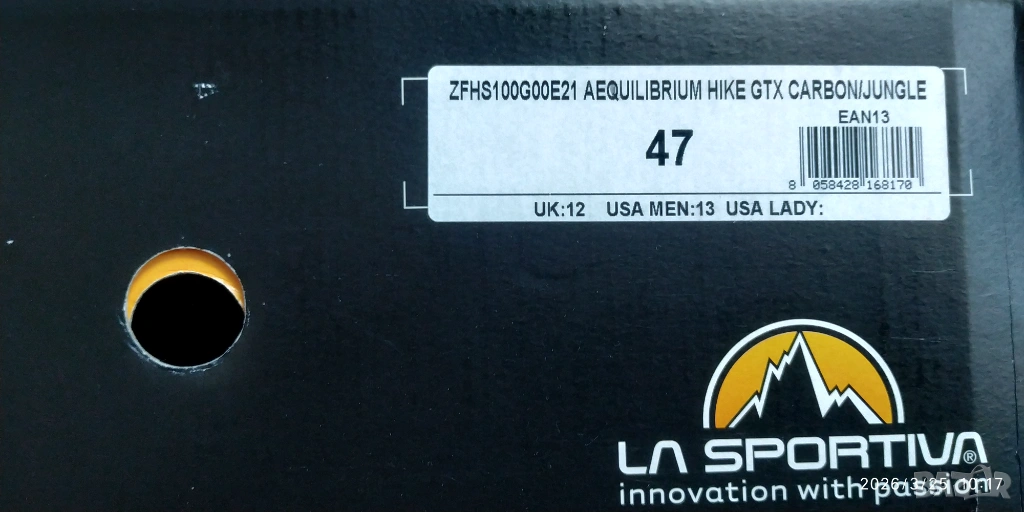 ZFHS100G00E21 AEQUILIBRIUM HIKE GTX CARBON/JUNGLE
EAN13
47
8 058428 168170
UK:12 USA MEN:13 USA LADY:
LA SPORTIVA®
innovation with passion
2026/3/25 10:17